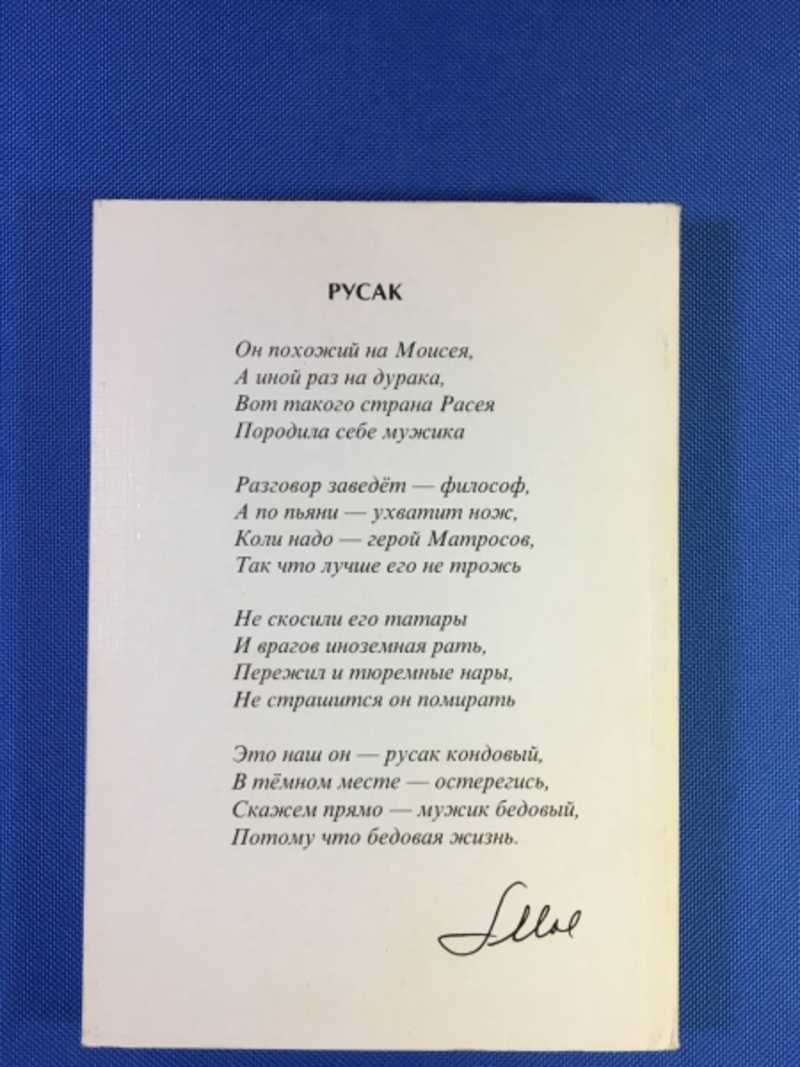 РУСАК
Он похожий на Моисея,
А иной раз на дурака,
Вот такого страна Расея
Породила себе мужика
Разговор заведёт — философ,
А по пьяни — ухватит нож,
Коли надо — герой Матросов,
Так что лучше его не трожь
Не скосили его татары
И врагов иноземная рать,
Пережил и тюремные нары,
Не страшится он помирать
Это наш он — русак кондовый,
В тёмном месте — остерегись,
Скажем прямо — мужик бедовый,
Потому что бедовая жизнь.